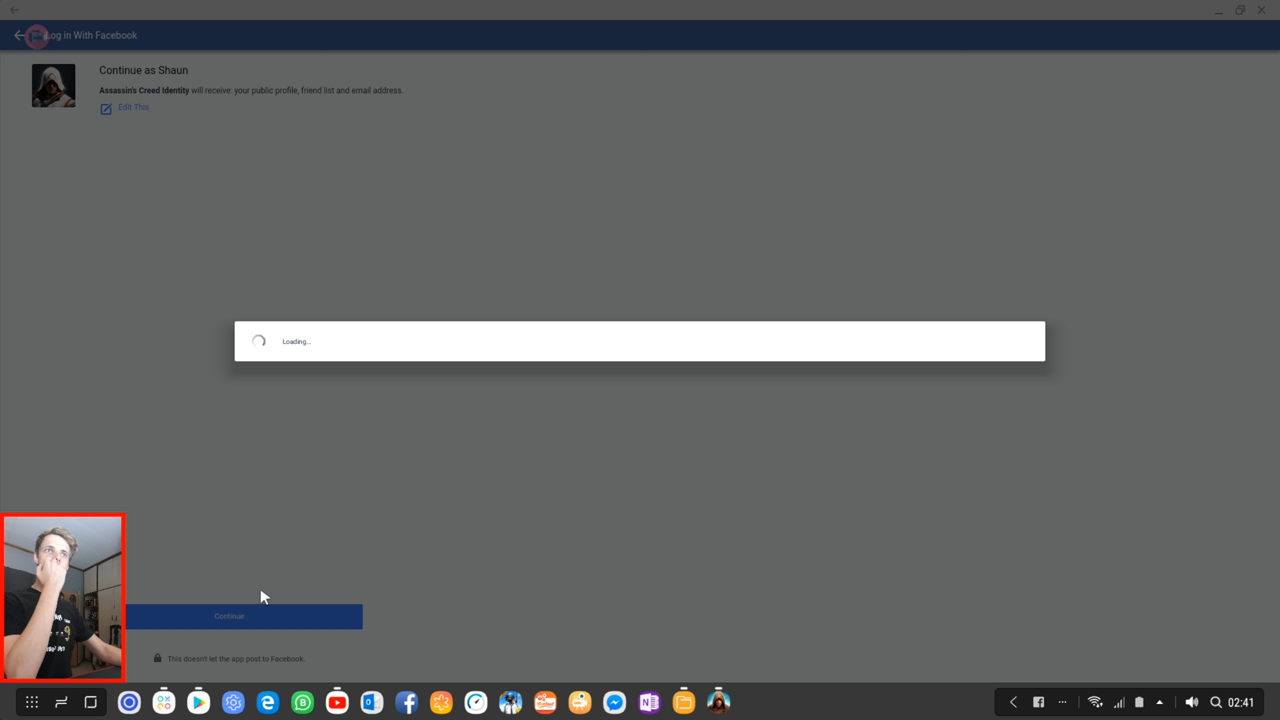 Log in With Facebook
Continue as Shaun
Assassin's Creed Identity will receive: your public profile, friend list and email address.
Edit This
Loading...
Continue
This doesn't let the app post to Facebook.
02:41